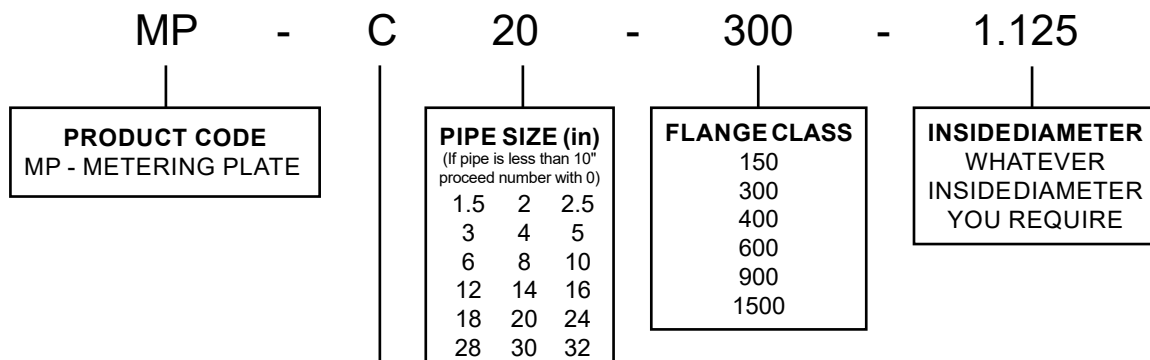 MP - C 20 - 300 - 1.125
PRODUCT CODE
MP - METERING PLATE
PIPE SIZE (in)
(If pipe is less than 10"
proceed number with 0)
1.5 2 2.5
3 4 5
6 8 10
12 14 16
18 20 24
28 30 32
FLANGE CLASS
150
300
400
600
900
1500
INSIDEDIAMETER
WHATEVER
INSIDEDIAMETER
YOU REQUIRE